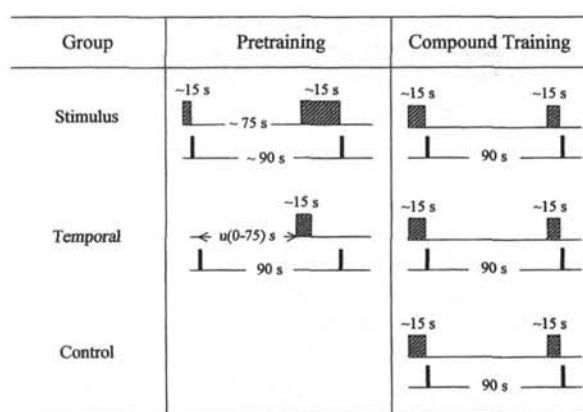 Group Pretraining Compound Training
~15 s ~15 s ~15 s ~15 s
Stimulus
~ 75 s
~ 90 s 90 s
~15 s ~15 s ~15 s
Temporal u(0-75) s
90 s 90 s
~15 s ~15 s
Control
90 s